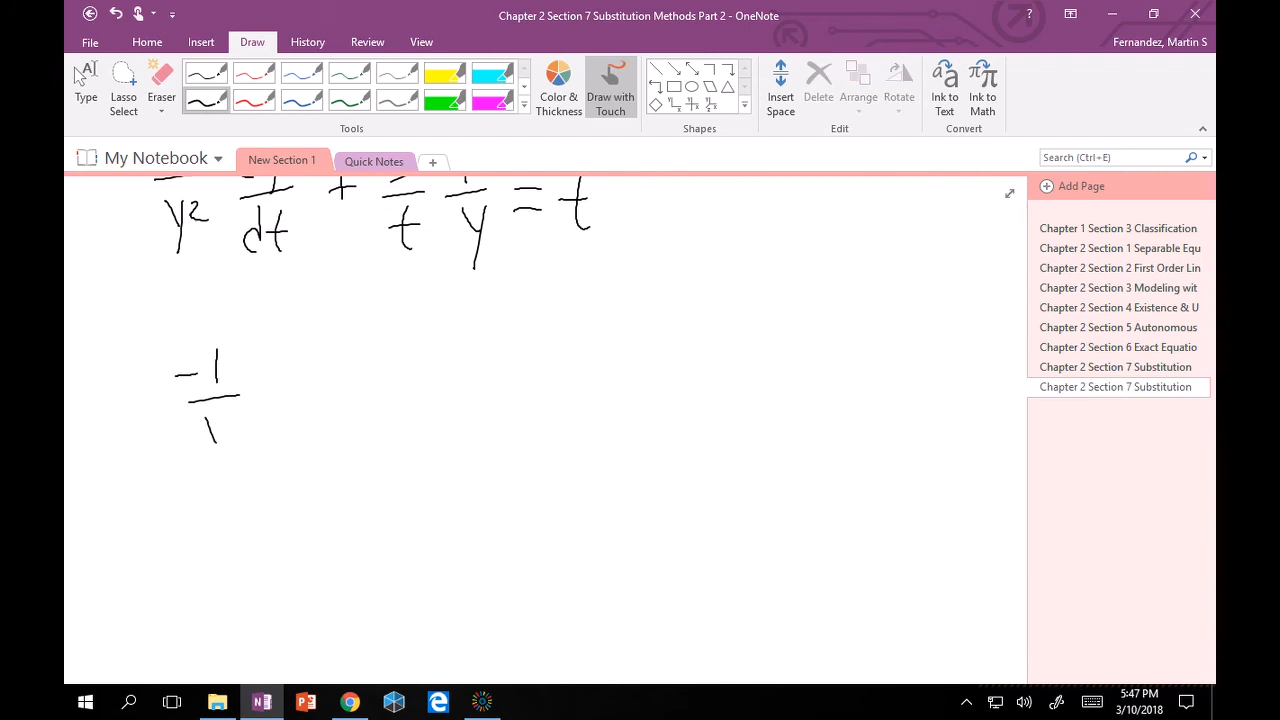 Chapter 2 Section 7 Substitution Methods Part 2 - OneNote
?
File Home Insert Draw History Review View
Fernandez, Martin S
Type
Lasso Select
Eraser
Color & Thickness
Draw with Touch
Insert Space
Delete
Arrange
Rotate
Ink to Text
Ink to Math
Tools
Shapes
Edit
Convert
My Notebook
New Section 1
Quick Notes
+
Search (Ctrl+E)
Add Page
Chapter 1 Section 3 Classification
Chapter 2 Section 1 Separable Equ
Chapter 2 Section 2 First Order Lin
Chapter 2 Section 3 Modeling wit
Chapter 2 Section 4 Existence & U
Chapter 2 Section 5 Autonomous
Chapter 2 Section 6 Exact Equatio
Chapter 2 Section 7 Substitution
Chapter 2 Section 7 Substitution
y² dt + t y = t
-1
5:47 PM
3/10/2018